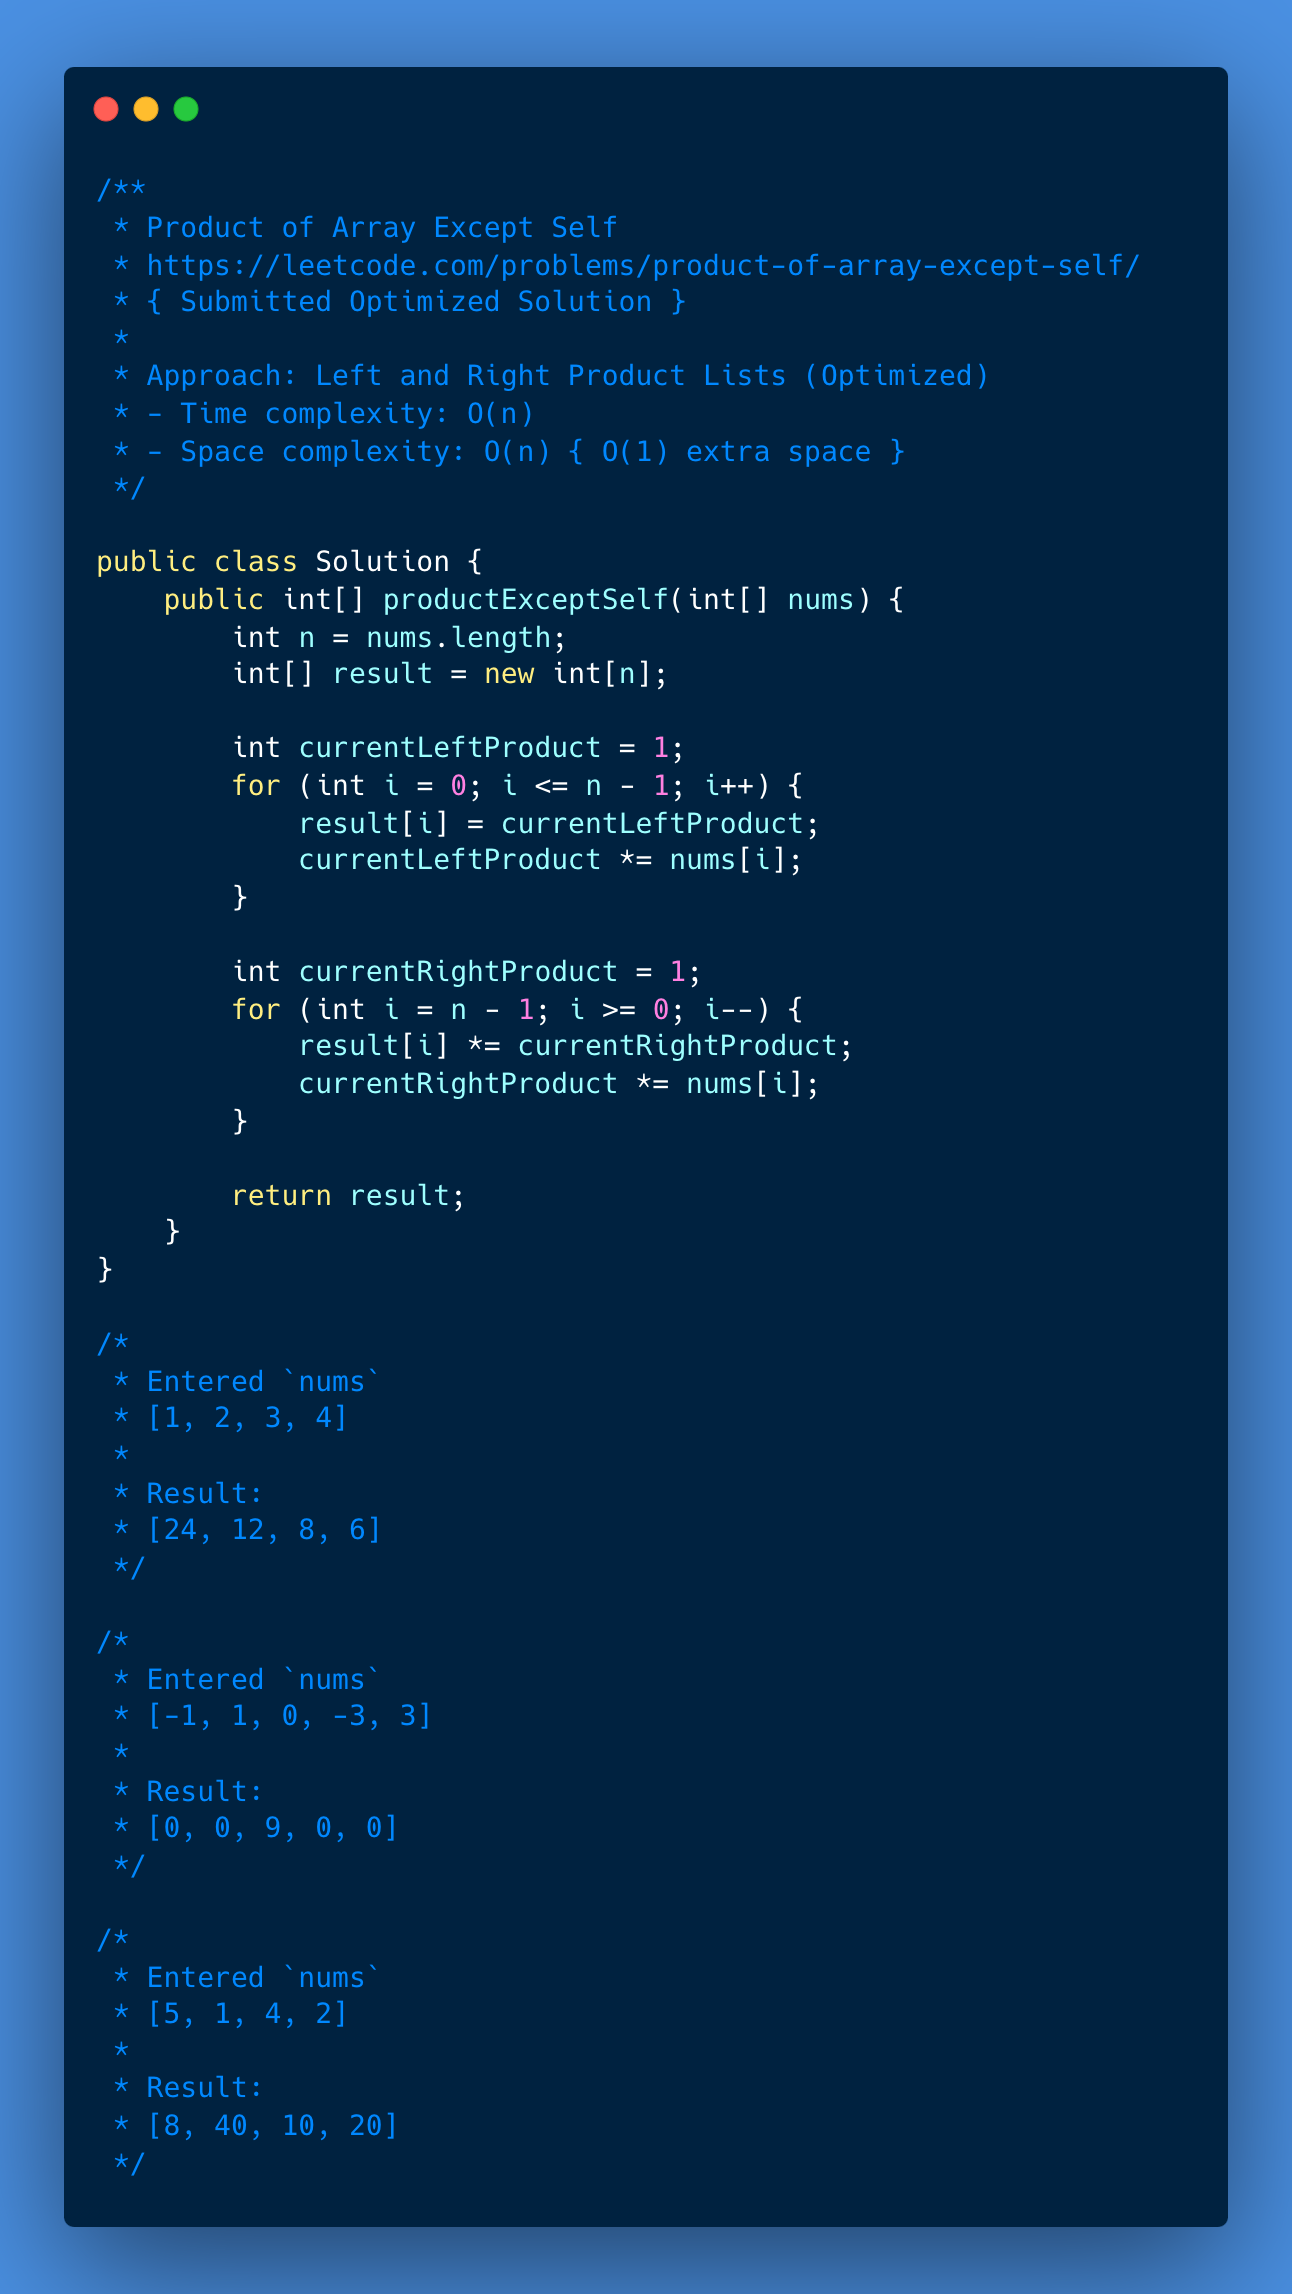 /**
 * Product of Array Except Self
 * https://leetcode.com/problems/product-of-array-except-self/
 * { Submitted Optimized Solution }
 *
 * Approach: Left and Right Product Lists (Optimized)
 * - Time complexity: O(n)
 * - Space complexity: O(n) { O(1) extra space }
 */

public class Solution {
    public int[] productExceptSelf(int[] nums) {
        int n = nums.length;
        int[] result = new int[n];

        int currentLeftProduct = 1;
        for (int i = 0; i <= n - 1; i++) {
            result[i] = currentLeftProduct;
            currentLeftProduct *= nums[i];
        }

        int currentRightProduct = 1;
        for (int i = n - 1; i >= 0; i--) {
            result[i] *= currentRightProduct;
            currentRightProduct *= nums[i];
        }

        return result;
    }
}

/*
 * Entered `nums`
 * [1, 2, 3, 4]
 *
 * Result:
 * [24, 12, 8, 6]
 */

/*
 * Entered `nums`
 * [-1, 1, 0, -3, 3]
 *
 * Result:
 * [0, 0, 9, 0, 0]
 */

/*
 * Entered `nums`
 * [5, 1, 4, 2]
 *
 * Result:
 * [8, 40, 10, 20]
 */